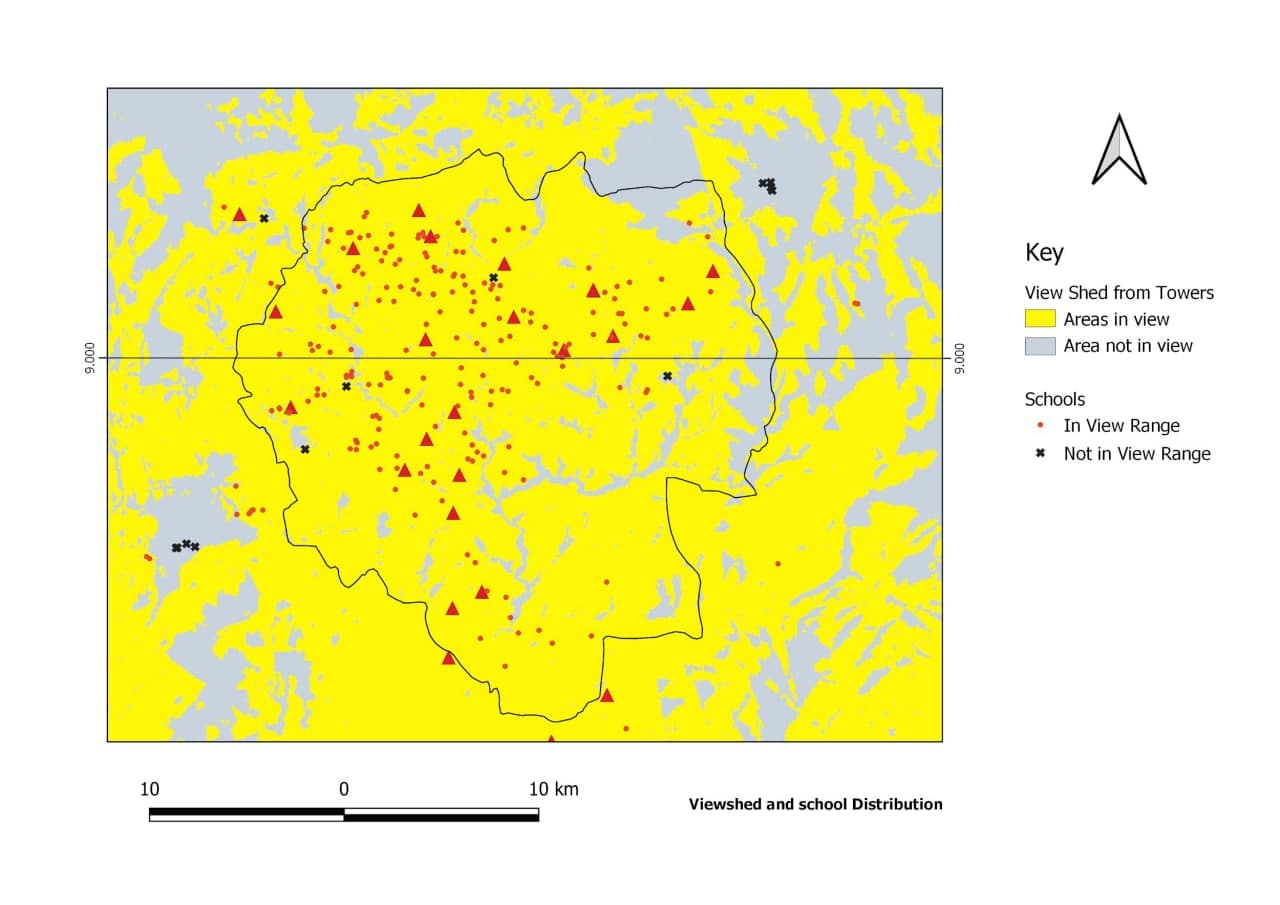 9.000
9.000
Key
View Shed from Towers
Areas in view
Area not in view
Schools
In View Range
Not in View Range
10 0 10 km
Viewshed and school Distribution